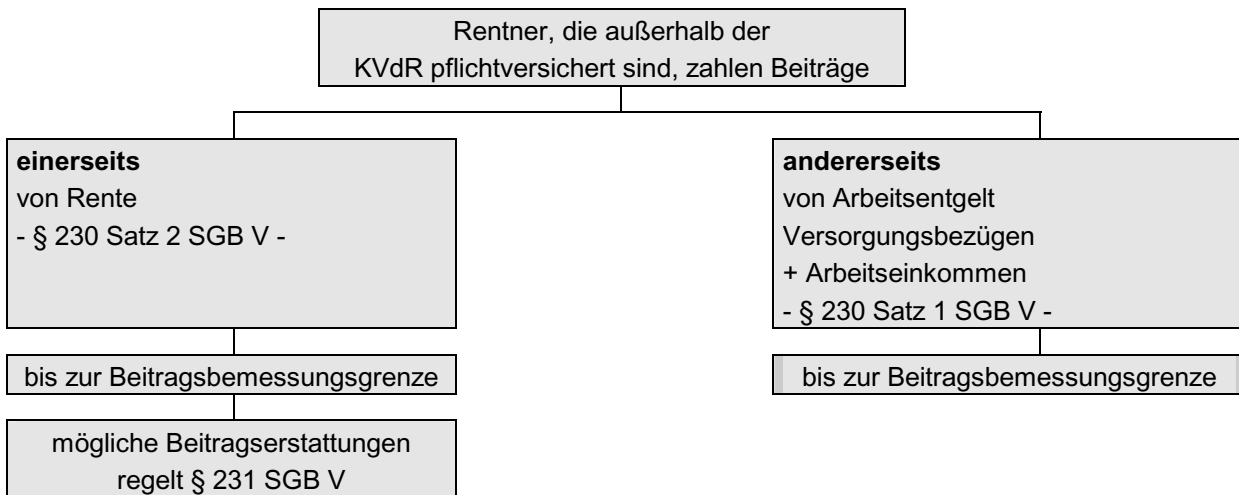 Rentner, die außerhalb der
KVdR pflichtversichert sind, zahlen Beiträge
einerseits
von Rente
- § 230 Satz 2 SGB V -
andererseits
von Arbeitsentgelt
Versorgungsbezügen
+ Arbeitseinkommen
- § 230 Satz 1 SGB V -
bis zur Beitragsbemessungsgrenze
bis zur Beitragsbemessungsgrenze
mögliche Beitragserstattungen
regelt § 231 SGB V